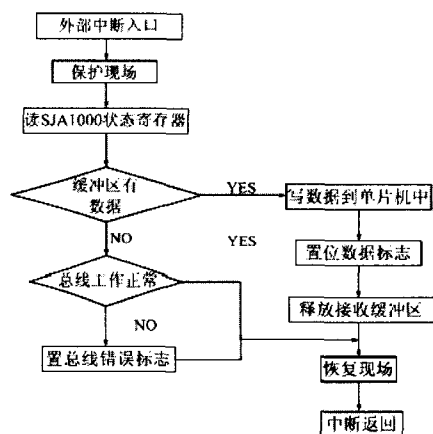 外部中断入口
保护现场
读SJA1000状态寄存器
缓冲区有
数据
YES
写数据到单片机中
NO
YES
置位数据标志
总线工作正常
释放接收缓冲区
NO
置总线错误标志
恢复现场
中断返回